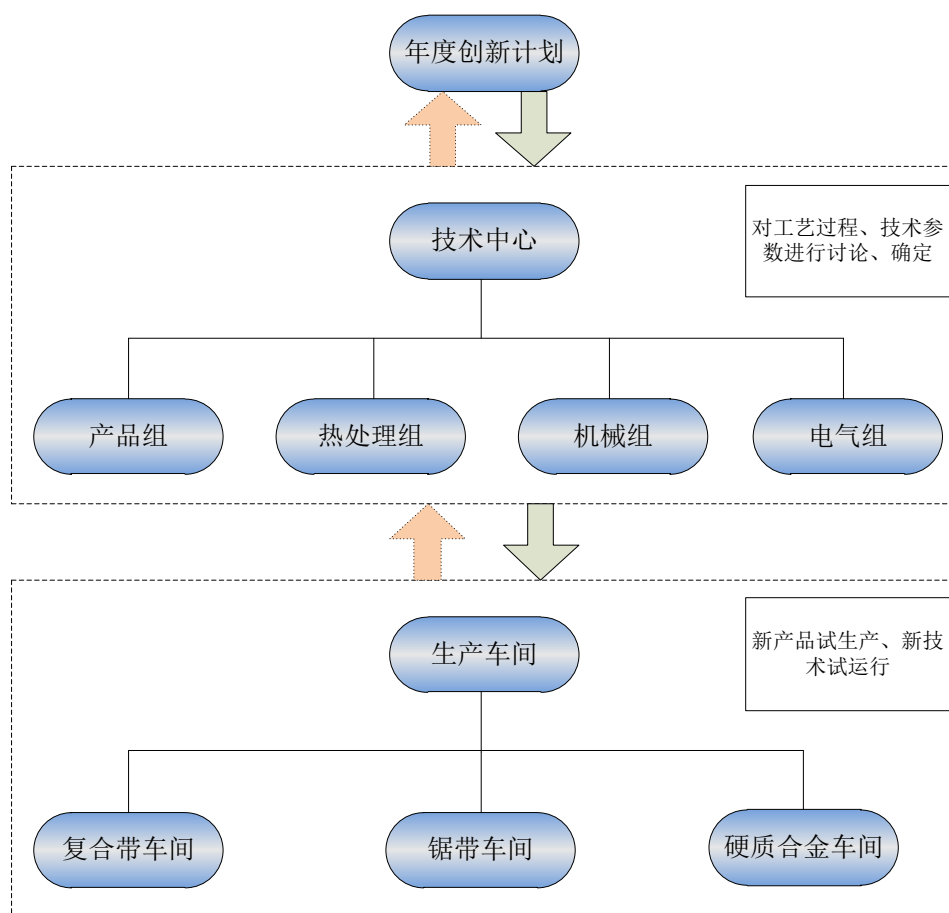 年度创新计划
对工艺过程、技术参
数进行讨论、确定
技术中心
产品组
热处理组
机械组
电气组
新产品试生产、新技
术试运行
生产车间
复合带车间
锯带车间
硬质合金车间